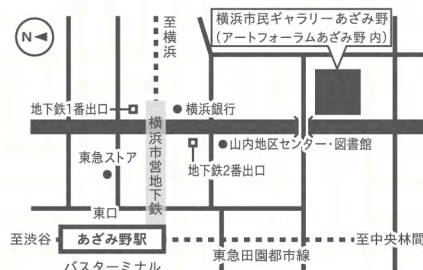 N
至横浜
横浜市民ギャラリーあざみ野
(アートフォーラムあざみ野 内)
地下鉄1番出口
横浜銀行
横浜市営地下鉄
山内地区センター・図書館
東急ストア
地下鉄2番出口
東口
至渋谷
あざみ野駅
至中央林間
東急田園都市線
バスターミナル